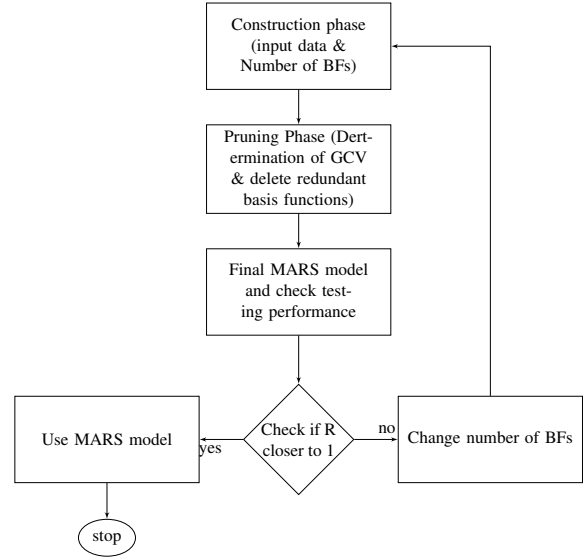 Construction phase
(input data &
Number of BFs)
Pruning Phase (Dert-
ermination of GCV
& delete redundant
basis functions)
Final MARS model
and check test-
ing performance
Check if R
closer to 1
no
Change number of BFs
yes
Use MARS model
stop